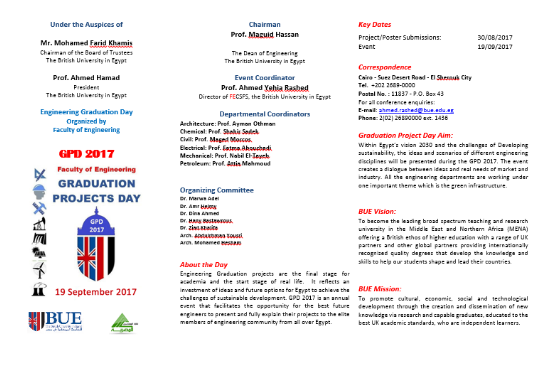 Under the Auspices of
Mr. Mohamed Farid Khamis
Chairman of the Board of Trustees
The British University in Egypt
Prof. Ahmed Hamad
President
The British University in Egypt
Engineering Graduation Day
Organized by
Faculty of Engineering
GPD 2017
Faculty of Engineering
GRADUATION
PROJECTS DAY
GPD
2017
19 September 2017
BUE
Chairman
Prof. Maguid Hassan
The Dean of Engineering
The British University in Egypt
Event Coordinator
Prof. Ahmed Yehia Rashed
Director of FECSFS, the British University in Egypt
Departmental Coordinators
Architecture: Prof. Ayman Othman
Chemical: Prof. Shakir Sadek
Civil: Prof. Maged Morcos
Electrical: Prof. Fatma Abouchadi
Mechanical: Prof. Nabil El-Tayeb
Petroleum: Prof. Attia Mahmoud
Organizing Committee
Dr. Marwa Adel
Dr. Amr
Dr. Dina Ahmed
Dr. Hany
Dr. Ziad Khalifa
Arch. Yousri
Arch. Mohamed Hesham
About the Day
Engineering Graduation projects are the final stage for
academia and the start stage of real life. It reflects an
investment of ideas and future options for Egypt to achieve the
challenges of sustainable development. GPD 2017 is an annual
event that facilitates the opportunity for the best future
engineers to present and fully explain their projects to the elite
members of engineering community from all over Egypt.
Key Dates
Project/Poster Submissions: 30/08/2017
Event 19/09/2017
Correspondence
Cairo - Suez Desert Road - El Sherouk City
Tel. +202 2689-0000
Postal No. : 11837 - P.O. Box 43
For all conference enquiries:
E-mail: ahmed.rashed@bue.edu.eg
Phone: 2(02) 26890000 ext. 1436
Graduation Project Day Aim:
Within Egypt's vision 2030 and the challenges of Developing
sustainability, the ideas and scenarios of different engineering
disciplines will be presented during the GPD 2017. The event
creates a dialogue between ideas and real needs of market and
industry. All the engineering departments are working under
one important theme which is the green infrastructure.
BUE Vision:
To become the leading broad spectrum teaching and research
university in the Middle East and Northern Africa (MENA)
offering a British ethos of higher education with a range of UK
partners and other global partners providing internationally
recognised quality degrees that develop the knowledge and
skills to help our students shape and lead their countries.
BUE Mission:
To promote cultural, economic, social and technological
development through the creation and dissemination of new
knowledge via research and capable graduates, educated to the
best UK academic standards, who are independent learners.